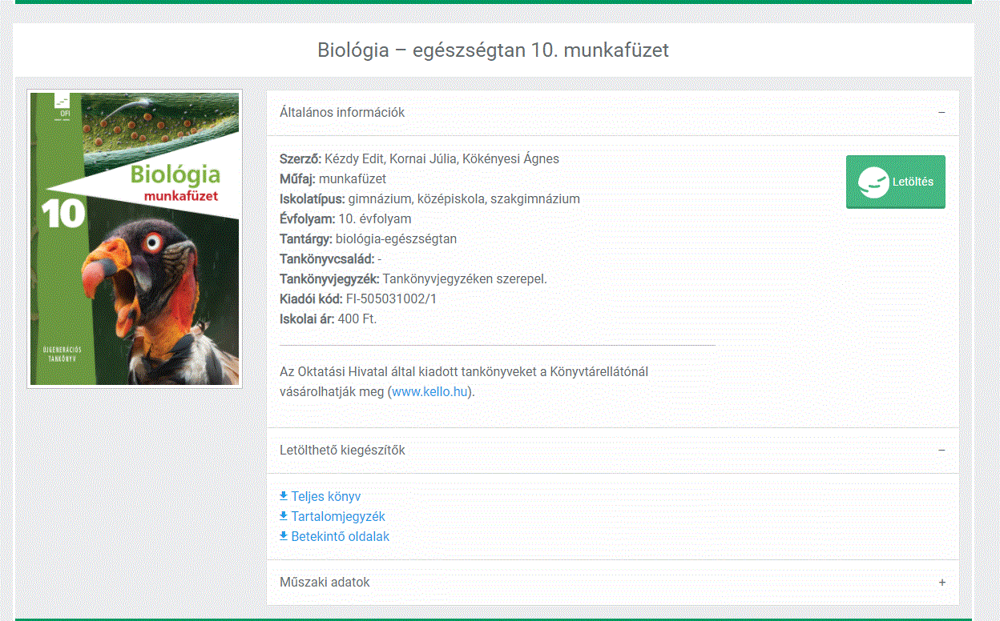 Biológia – egészségtan 10. munkafüzet
OFI
Biológia
munkafüzet
10
ÚJGENERÁCIÓS
TANKÖNYV
Általános információk
–
Szerző: Kézdy Edit, Kornai Júlia, Kökényesi Ágnes
Műfaj: munkafüzet
Iskolatípus: gimnázium, középiskola, szakgimnázium
Évfolyam: 10. évfolyam
Tantárgy: biológia-egészségtan
Tankönyvcsalád: -
Tankönyvjegyzék: Tankönyvjegyzéken szerepel.
Kiadói kód: FI-505031002/1
Iskolai ár: 400 Ft.
Letöltés
Az Oktatási Hivatal által kiadott tankönyveket a Könyvtárellátónál
vásárolhatják meg (www.kello.hu).
Letölthető kiegészítők
–
Teljes könyv
Tartalomjegyzék
Betekintő oldalak
Műszaki adatok
+